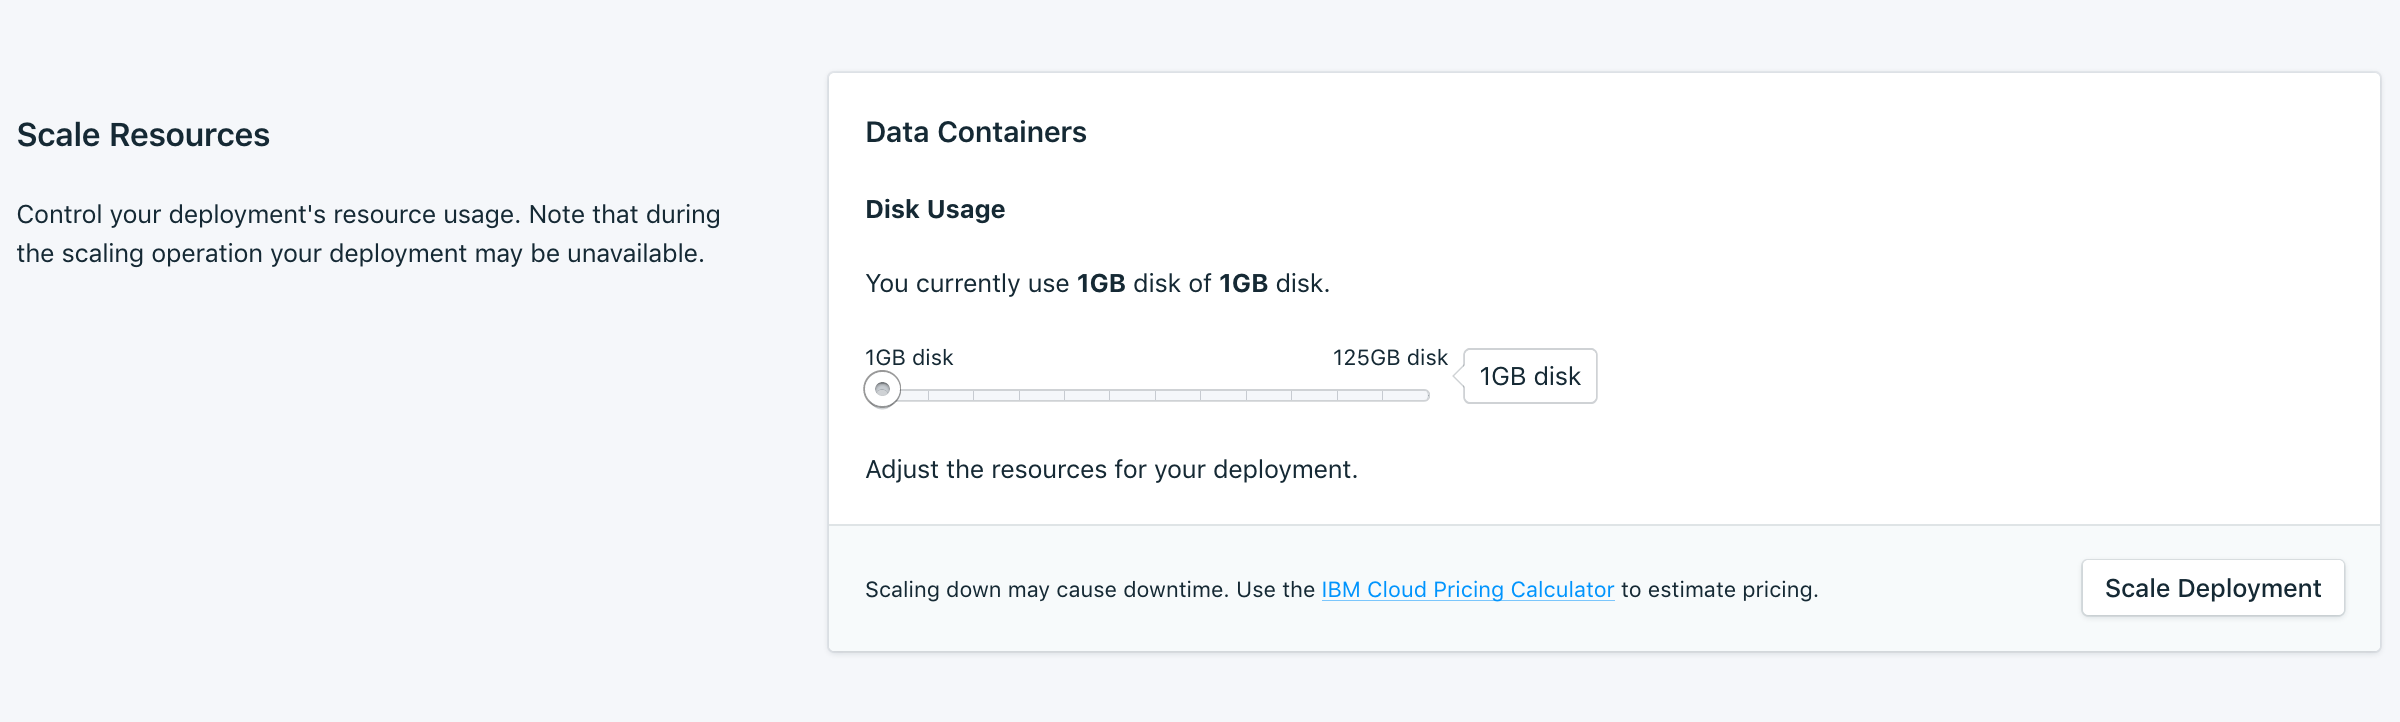 Scale Resources
Control your deployment's resource usage. Note that during
the scaling operation your deployment may be unavailable.
Data Containers
Disk Usage
You currently use 1GB disk of 1GB disk.
1GB disk
125GB disk
1GB disk
Adjust the resources for your deployment.
Scaling down may cause downtime. Use the IBM Cloud Pricing Calculator to estimate pricing.
Scale Deployment